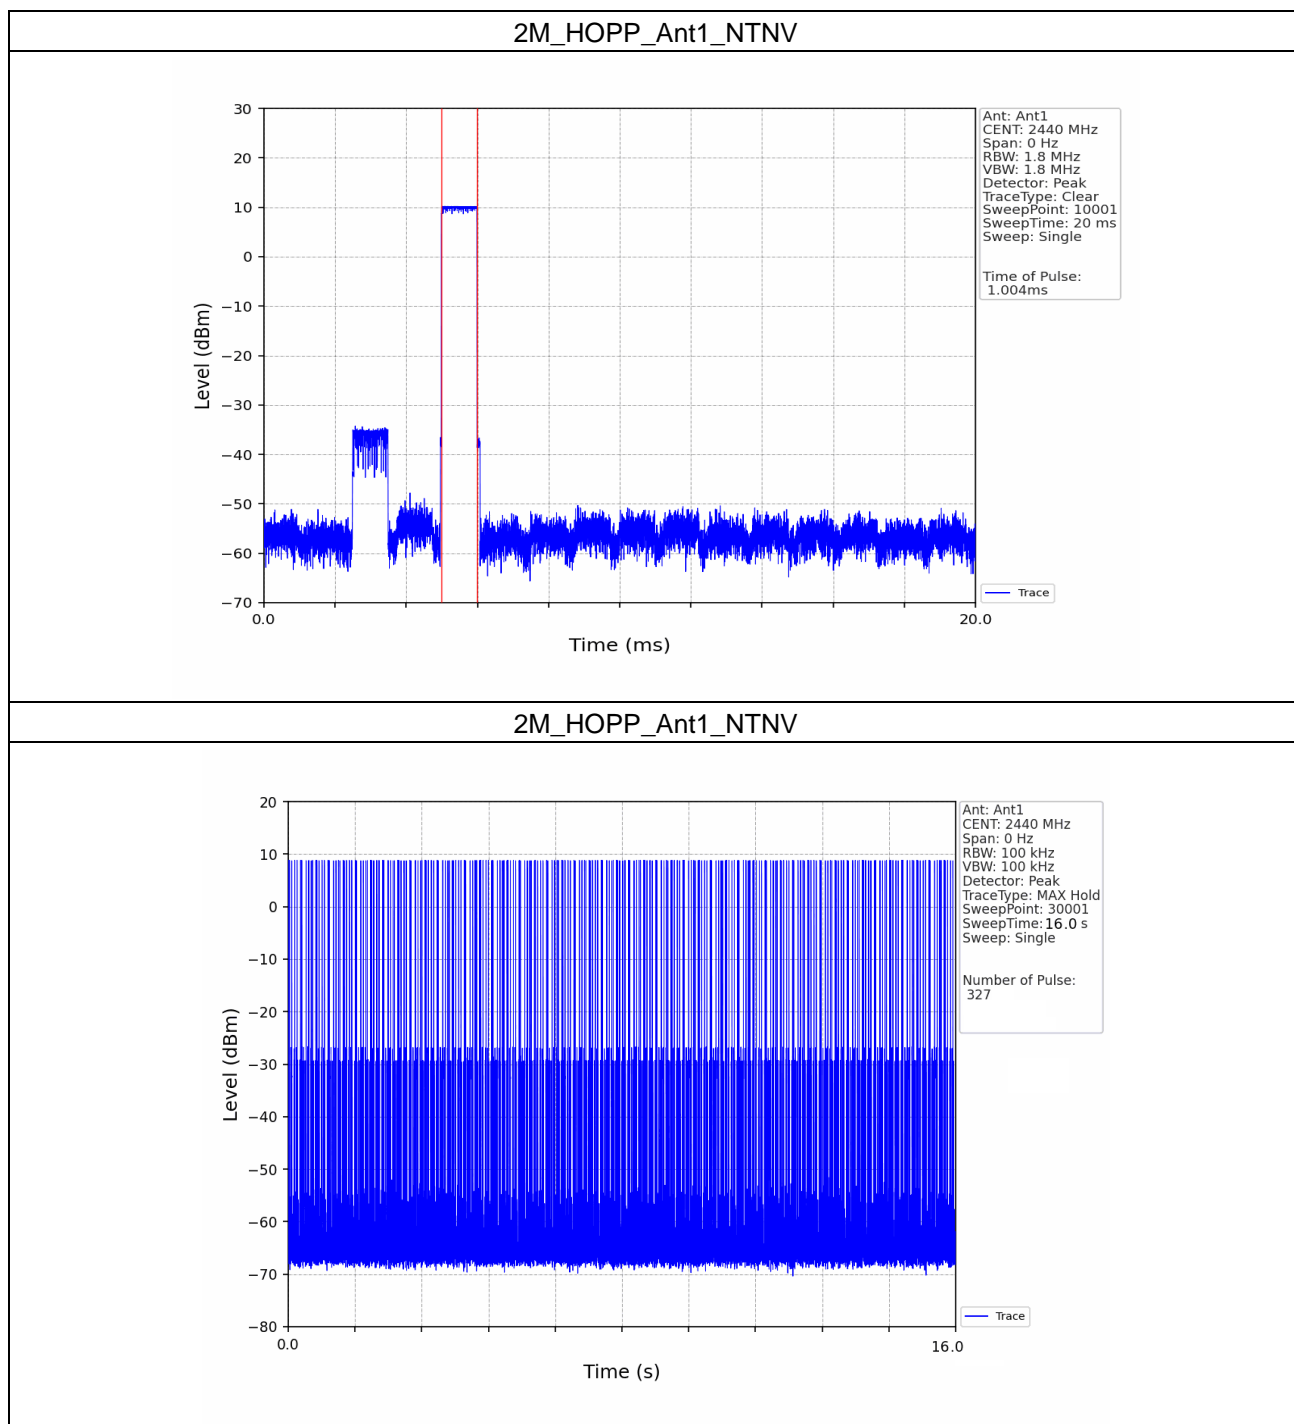 2M_HOPP_Ant1_NTNV
30
20
10
0
−10
−20
−30
−40
−50
−60
−70
Level (dBm)
0.0
20.0
Time (ms)
Ant: Ant1
CENT: 2440 MHz
Span: 0 Hz
RBW: 1.8 MHz
VBW: 1.8 MHz
Detector: Peak
TraceType: Clear
SweepPoint: 10001
SweepTime: 20 ms
Sweep: Single
Time of Pulse:
1.004ms
Trace
2M_HOPP_Ant1_NTNV
20
10
0
−10
−20
−30
−40
−50
−60
−70
−80
Level (dBm)
0.0
16.0
Time (s)
Ant: Ant1
CENT: 2440 MHz
Span: 0 Hz
RBW: 100 kHz
VBW: 100 kHz
Detector: Peak
TraceType: MAX Hold
SweepPoint: 30001
SweepTime: 16.0 s
Sweep: Single
Number of Pulse:
327
Trace